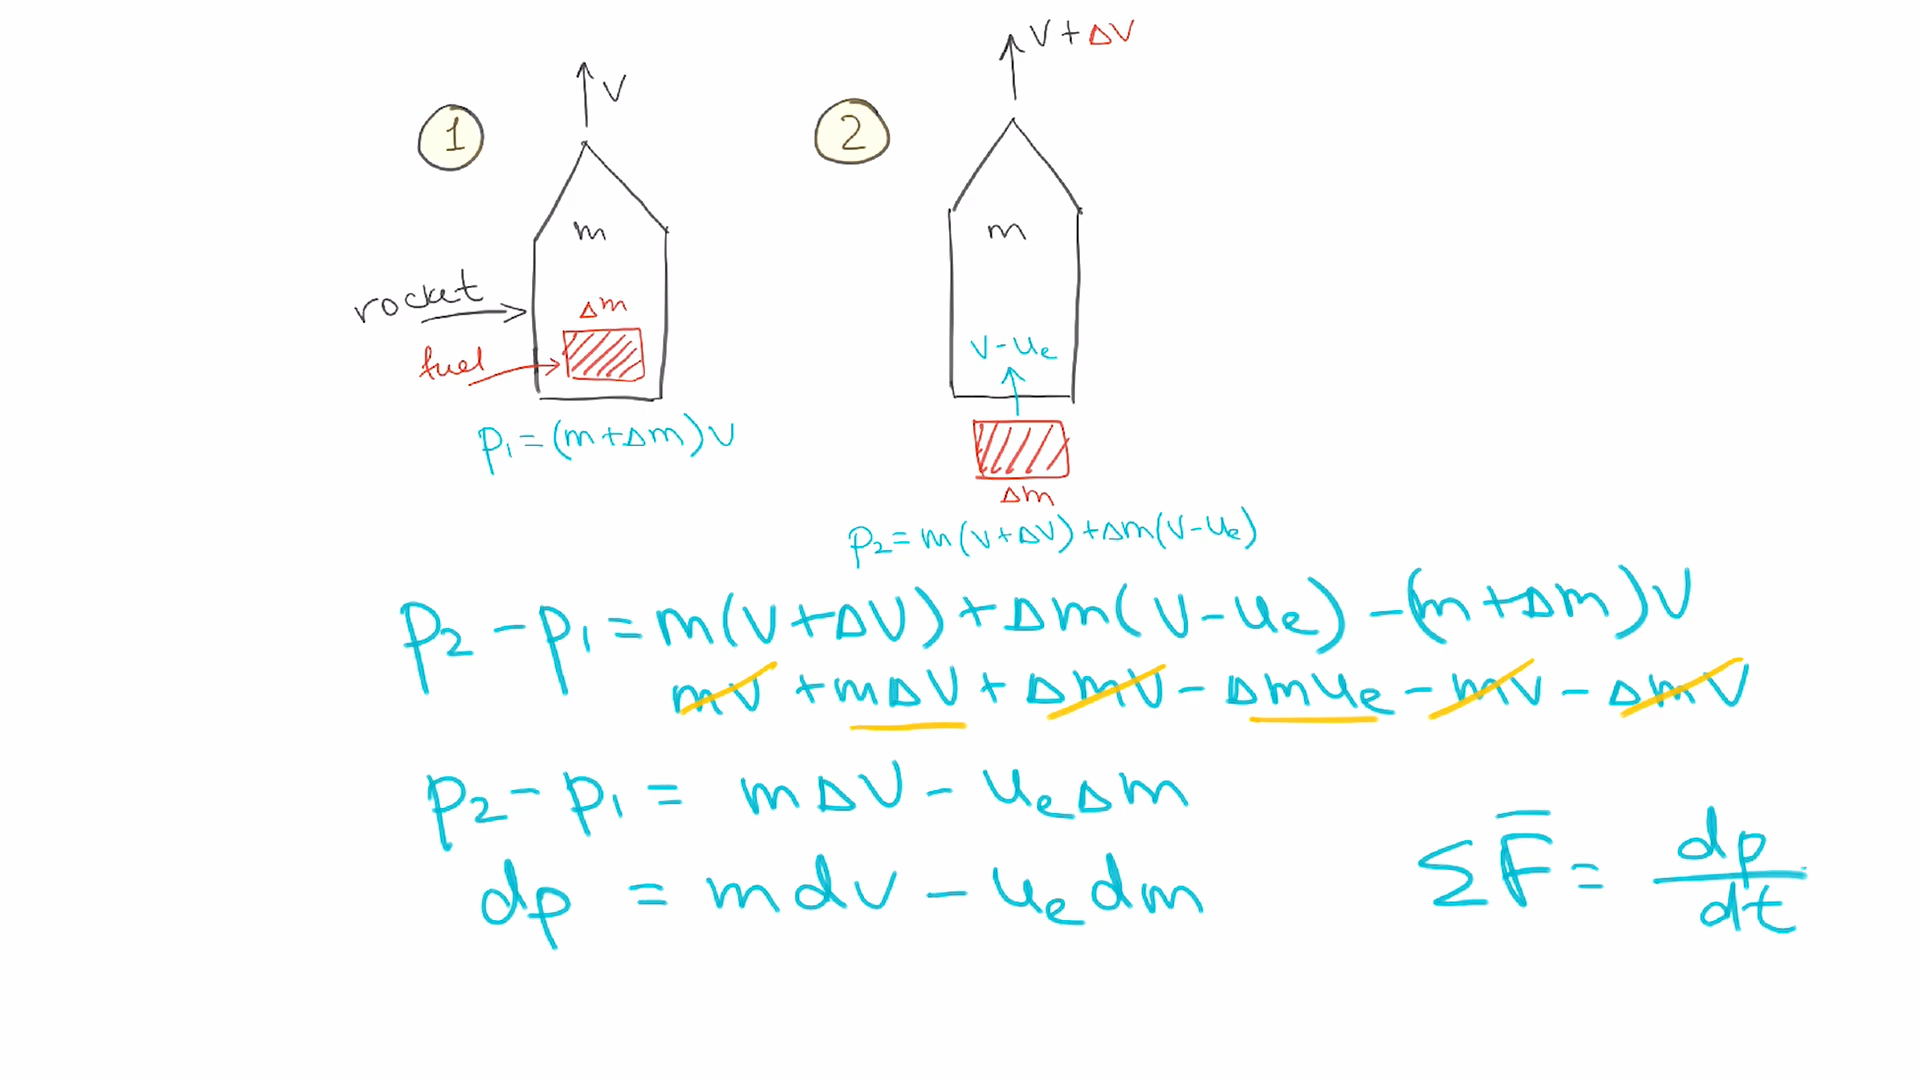 V + ΔV
V
1
2
m
m
rocket
Δm
fuel
V-uₑ
p₁ = (m+Δm)V
Δm
p₂ = m(V+ΔV) + Δm(V-uₑ)
p₂ - p₁ = m(V+ΔV) + Δm(V-uₑ) - (m+Δm)V
mV + mΔV + ΔmV - Δmuₑ - mV - ΔmV
p₂ - p₁ = mΔV - uₑΔm
dp = mdv - uₑdm
ΣF̅ = dp/dt